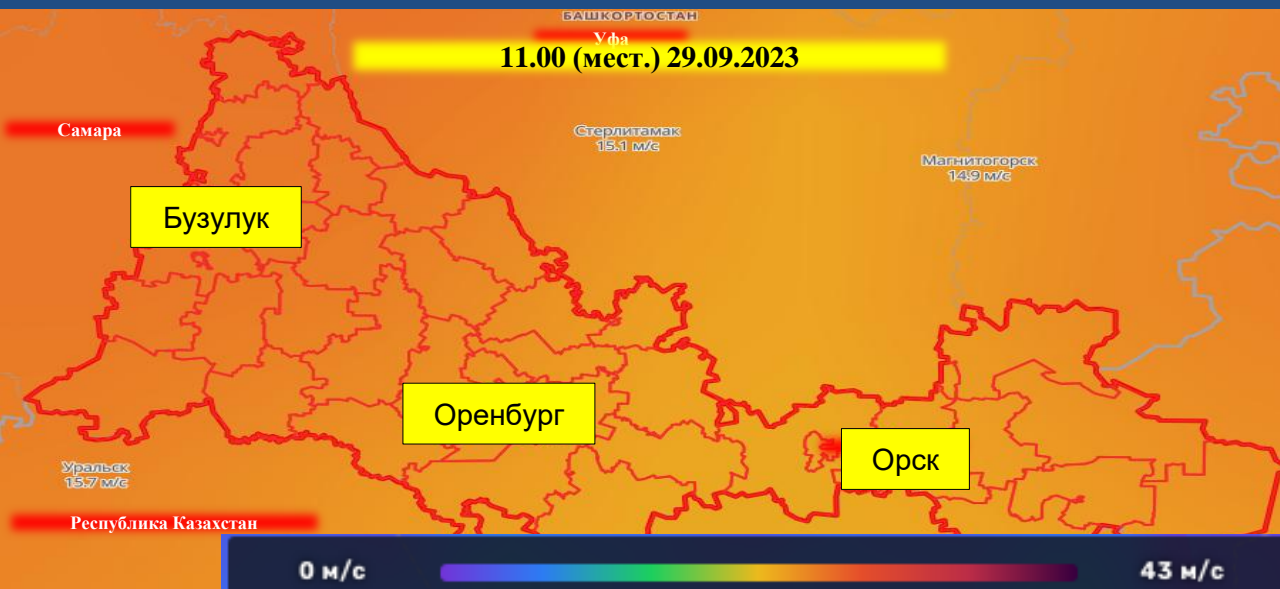 БАШКОРТОСТАН
Уфа
11.00 (мест.) 29.09.2023
Самара
Стерлитамак
15.1 м/с
Магнитогорск
14.9 м/с
Бузулук
Оренбург
Орск
Уральск
15.7 м/с
Республика Казахстан
0 м/с
43 м/с